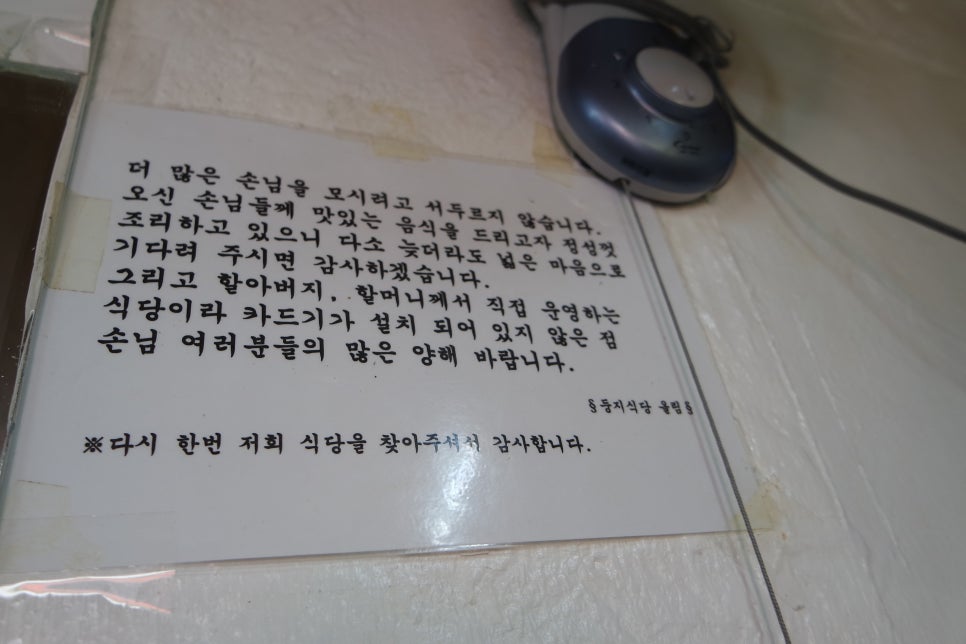 더 많은 손님을 모시려고 서두르지 않습니다.
오신 손님들께 맛있는 음식을 드리고자 정성껏
조리하고 있으니 다소 늦더라도 넓은 마음으로
기다려 주시면 감사하겠습니다.
그리고 할아버지, 할머니께서 직접 운영하는
식당이라 카드기가 설치 되어 있지 않은 점
손님 여러분들의 많은 양해 바랍니다.
§둥지식당 올림§
※다시 한번 저희 식당을 찾아주셔서 감사합니다.